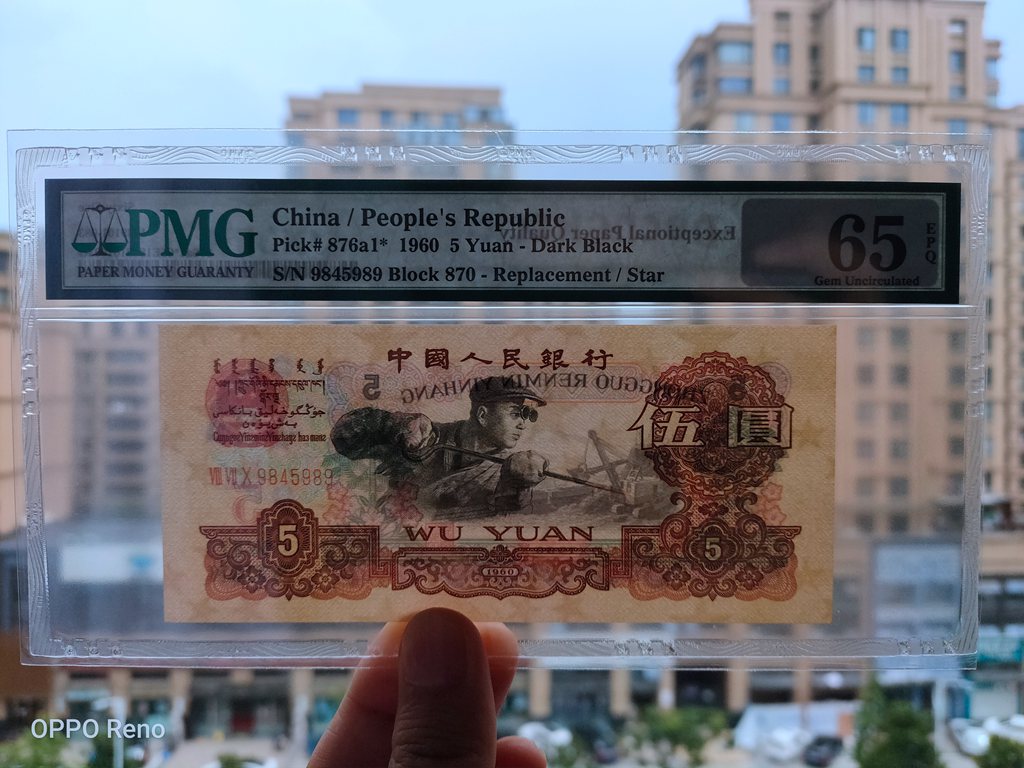 PMG
PAPER MONEY GUARANTY
China / People's Republic
Pick# 876a1* 1960 5 Yuan - Dark Black
S/N 9845989 Block 870 - Replacement / Star
Exceptional Paper Quality
65
EPQ
Gem Uncirculated
中國人民銀行
ZHONGGUO RENMIN YINHANG
5
伍圓
VIII VII X 9845989
5
WU YUAN
1960
5
OPPO Reno